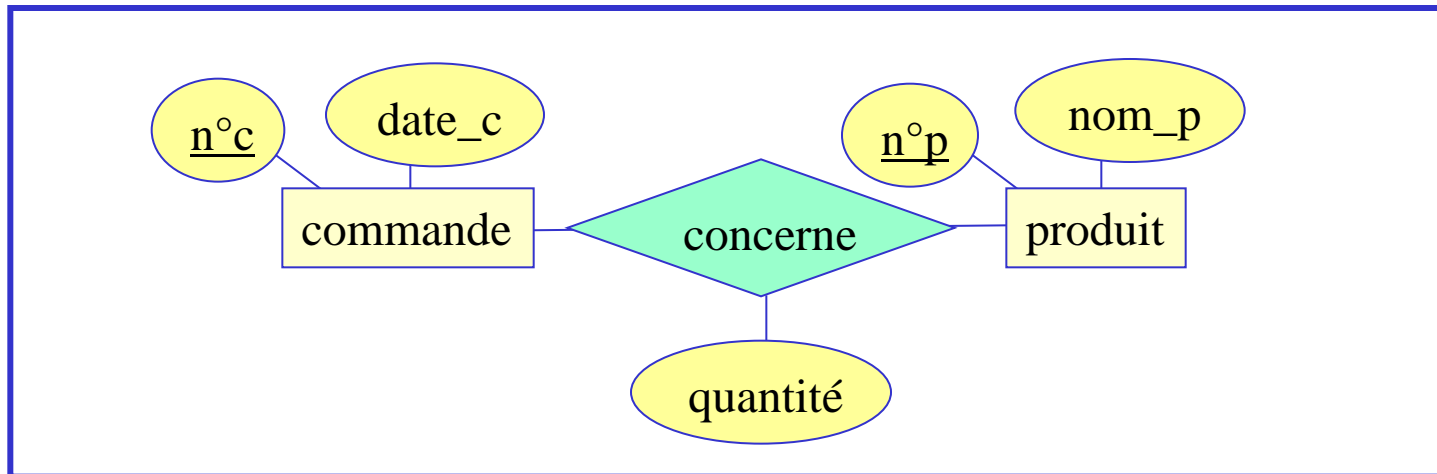 n°c
date_c
n°p
nom_p
commande
concerne
produit
quantité